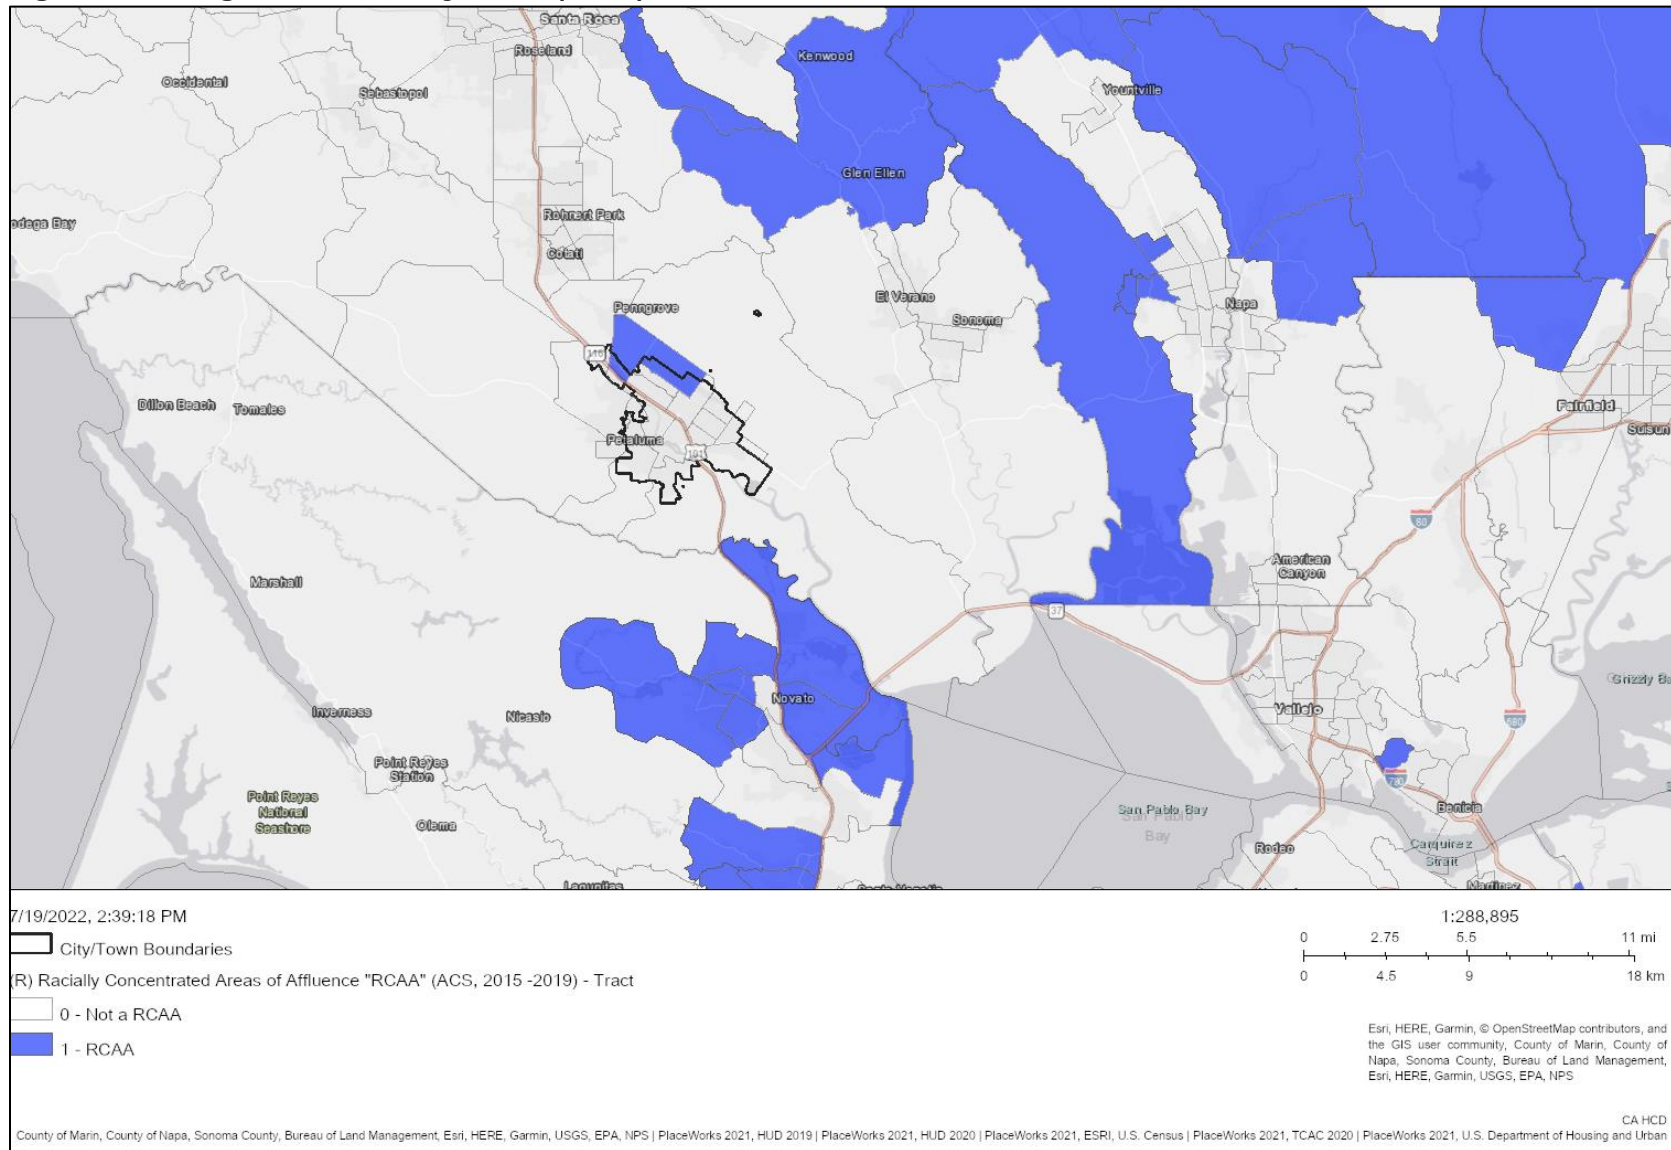 Santa Rosa
Roseland
Kenwood
Occidental
Sebastopol
Yountville
Glen Ellen
Rohnert Park
odega Bay
Cotati
El Verano
Penngrove
Napa
Sonoma
116
Dillon Beach
Tomales
Fairfield
Suisun
Petaluma
101
80
American
Canyon
Marshall
37
Grizzly Ba
Novato
Vallejo
Inverness
Nicasio
680
Point Reyes
Station
780
Point Reyes
National
Seashore
Olema
San Pablo Bay
San Pablo
Bay
Benicia
Rodeo
Carquinez
Strait
Lagunitas
Martinez
7/19/2022, 2:39:18 PM
City/Town Boundaries
(R) Racially Concentrated Areas of Affluence "RCAA" (ACS, 2015 -2019) - Tract
0 - Not a RCAA
1 - RCAA
1:288,895
0 2.75 5.5 11 mi
0 4.5 9 18 km
Esri, HERE, Garmin, © OpenStreetMap contributors, and
the GIS user community, County of Marin, County of
Napa, Sonoma County, Bureau of Land Management,
Esri, HERE, Garmin, USGS, EPA, NPS
CA HCD
County of Marin, County of Napa, Sonoma County, Bureau of Land Management, Esri, HERE, Garmin, USGS, EPA, NPS | PlaceWorks 2021, HUD 2019 | PlaceWorks 2021, HUD 2020 | PlaceWorks 2021, ESRI, U.S. Census | PlaceWorks 2021, TCAC 2020 | PlaceWorks 2021, U.S. Department of Housing and Urban